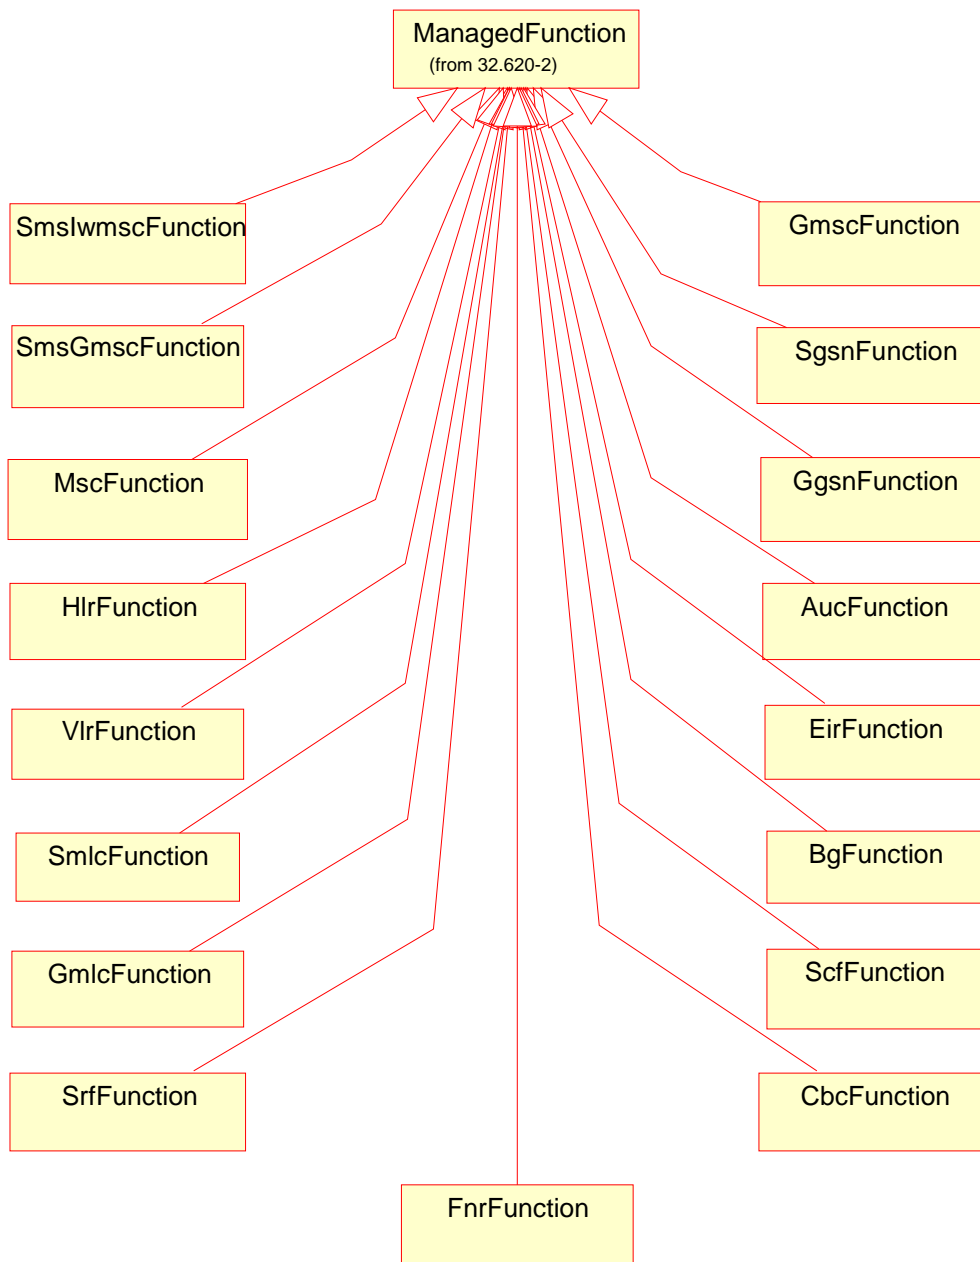 ManagedFunction
(from 32.620-2)
SmsIwmscFunction
GmscFunction
SmsGmscFunction
SgsnFunction
MscFunction
GgsnFunction
HlrFunction
AucFunction
VlrFunction
EirFunction
SmlcFunction
BgFunction
GmlcFunction
ScfFunction
SrfFunction
CbcFunction
FnrFunction